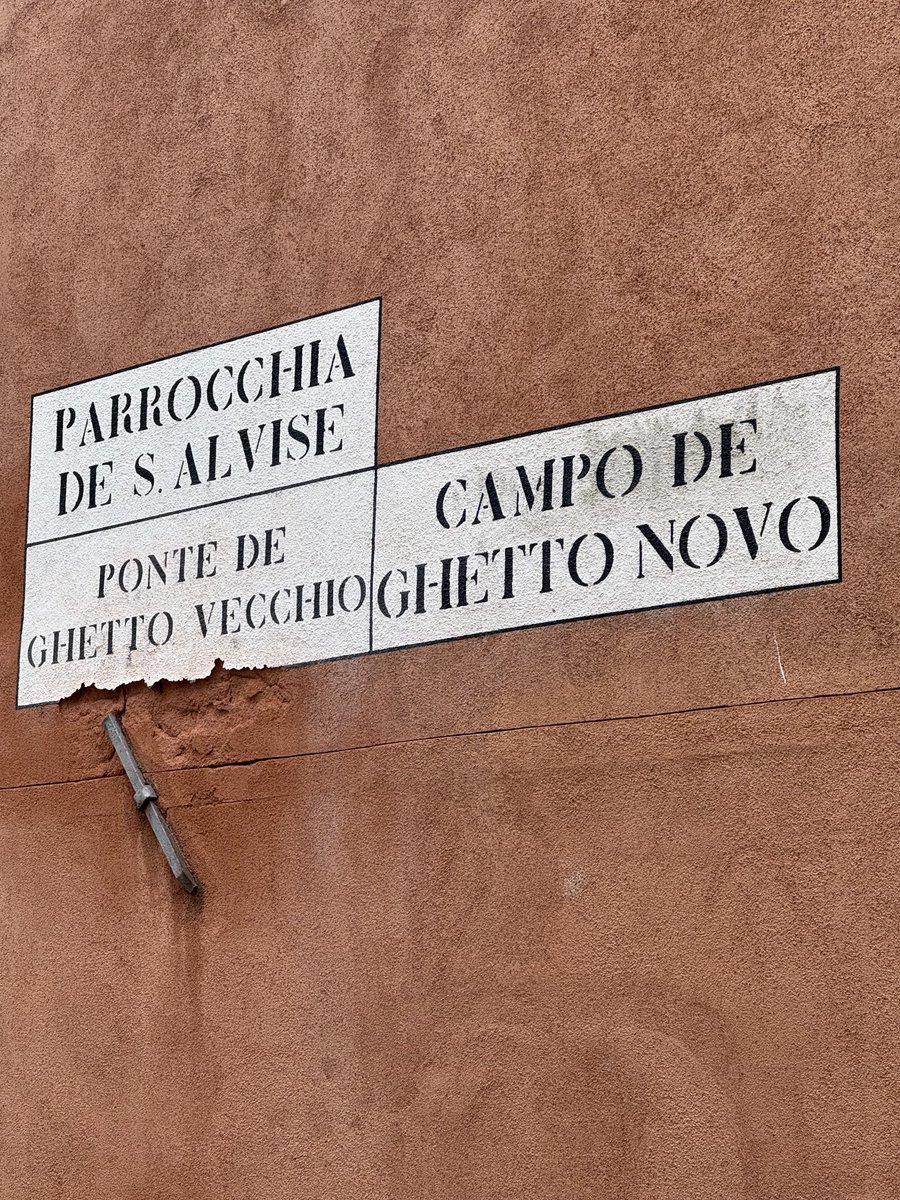 PARROCCHIA
DE S. ALVISE
PONTE DE
GHETTO VECCHIO
CAMPO DE
GHETTO NOVO